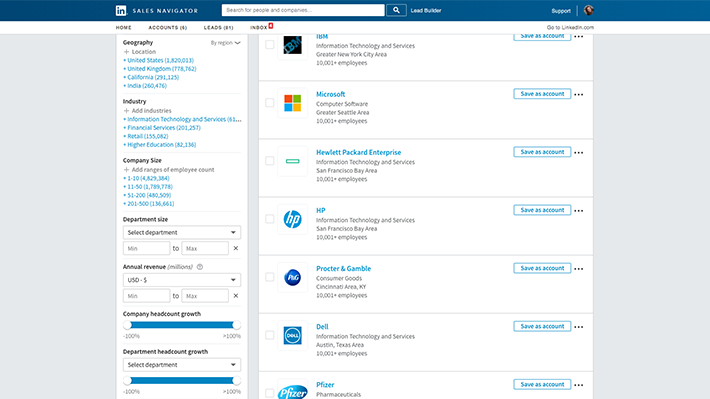 in SALES NAVIGATOR
Search for people and companies...
Lead Builder
Support
HOME
ACCOUNTS (6)
LEADS (81)
INBOX
Go to LinkedIn.com
Geography
By region
+ Location
+ United States (1,820,013)
+ United Kingdom (778,762)
+ California (291,125)
+ India (260,476)
Industry
+ Add industries
+ Information Technology and Services (61...
+ Financial Services (201,257)
+ Retail (155,082)
+ Higher Education (82,136)
Company Size
+ Add ranges of employee count
+ 1-10 (4,829,384)
+ 11-50 (1,789,778)
+ 51-200 (480,509)
+ 201-500 (136,661)
Department size
Select department
Min to Max ×
Annual revenue (millions) ?
USD - $
Min to Max ×
Company headcount growth
-100% >100%
Department headcount growth
Select department
-100% >100%
IBM
IBM
Information Technology and Services
Greater New York City Area
10,001+ employees
Save as account
Microsoft
Computer Software
Greater Seattle Area
10,001+ employees
Save as account
Hewlett Packard Enterprise
Information Technology and Services
San Francisco Bay Area
10,001+ employees
Save as account
hp
HP
Information Technology and Services
San Francisco Bay Area
10,001+ employees
Save as account
P&G
Procter & Gamble
Consumer Goods
Cincinnati Area, KY
10,001+ employees
Save as account
DELL
Dell
Information Technology and Services
Austin, Texas Area
10,001+ employees
Save as account
Pfizer
Pfizer
Pharmaceuticals
Save as account